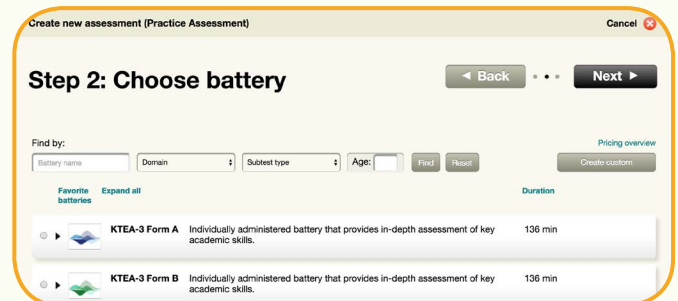 Create new assessment (Practice Assessment) Cancel
Step 2: Choose battery
◄ Back Next ►
Find by:
Pricing overview
Battery name Domain Subtest type Age: Find Reset Create custom
Favorite batteries Expand all Duration
KTEA-3 Form A Individually administered battery that provides in-depth assessment of key 136 min
academic skills.
KTEA-3 Form B Individually administered battery that provides in-depth assessment of key 136 min
academic skills.